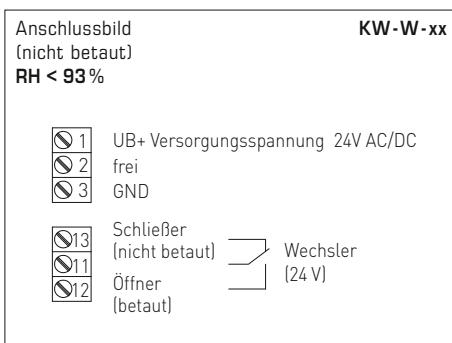 Anschlussbild KW-W-xx
(nicht betaut)
RH < 93 %
1 UB+ Versorgungsspannung 24V AC/DC
2 frei
3 GND
13 Schließer
(nicht betaut)
11
12 Öffner
(betaut)
Wechsler
(24 V)